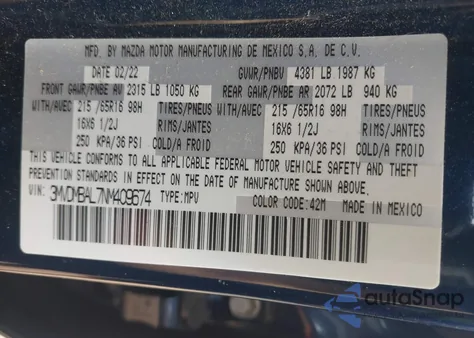 MFD. BY MAZDA MOTOR MANUFACTURING DE MEXICO S.A. DE C.V.
DATE 02/22 GVWR/PNBV 4381 LB 1987 KG
FRONT GAWR/PNBE AV 2315 LB 1050 KG REAR GAWR/PNBE AR 2072 LB 940 KG
WITH/AVEC 215/65R16 98H TIRES/PNEUS WITH/AVEC 215/65R16 98H TIRES/PNEUS
16X6 1/2J RIMS/JANTES 16X6 1/2J RIMS/JANTES
250 KPA/36 PSI COLD/A FROID 250 KPA/36 PSI COLD/A FROID
THIS VEHICLE CONFORMS TO ALL APPLICABLE FEDERAL MOTOR VEHICLE SAFETY AND THEFT
PREVENTION STANDARDS IN EFFECT ON THE DATE OF MANUFACTURE SHOWN ABOVE.
VIN: 3MVDMBAL7NM409674 TYPE:MPV COLOR CODE:42M MADE IN MEXICO
autoSnap